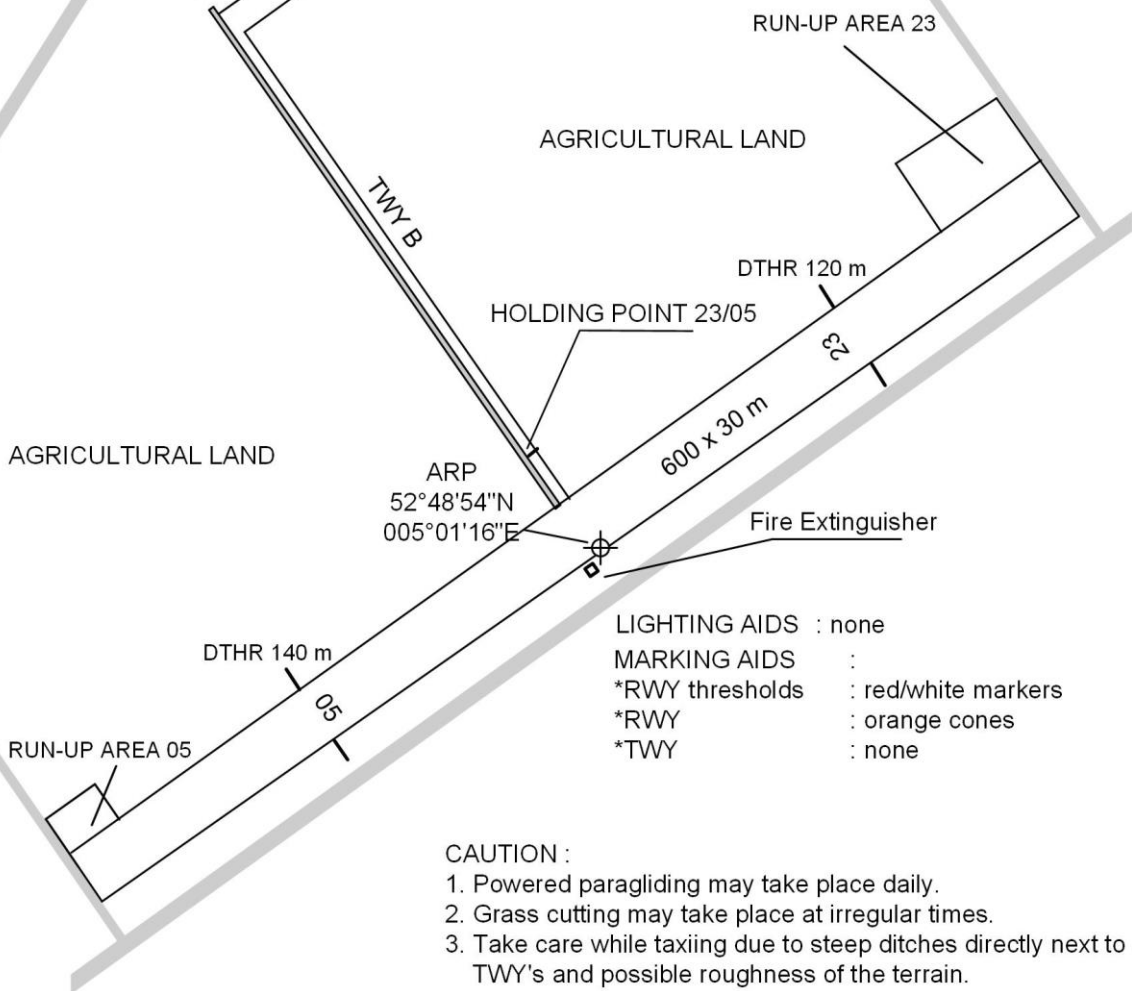 RUN-UP AREA 23
AGRICULTURAL LAND
TWY B
DTHR 120 m
HOLDING POINT 23/05
23
600 x 30 m
AGRICULTURAL LAND
ARP
52°48'54"N
005°01'16"E
Fire Extinguisher
LIGHTING AIDS : none
MARKING AIDS :
*RWY thresholds : red/white markers
*RWY : orange cones
*TWY : none
DTHR 140 m
05
RUN-UP AREA 05
CAUTION :
1. Powered paragliding may take place daily.
2. Grass cutting may take place at irregular times.
3. Take care while taxiing due to steep ditches directly next to
TWY's and possible roughness of the terrain.